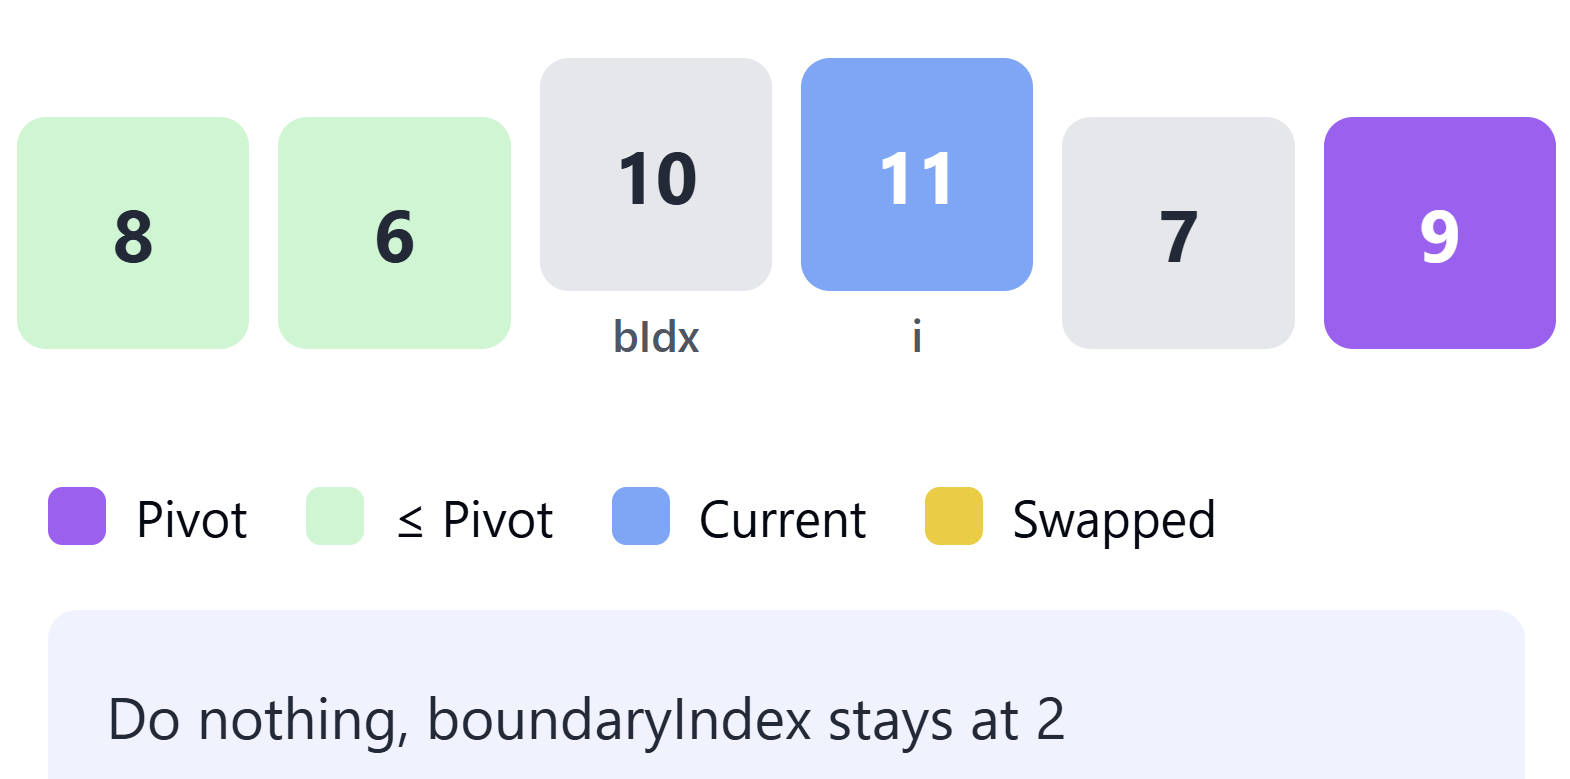 8 6 10 11 7 9
bIdx i
Pivot ≤ Pivot Current Swapped
Do nothing, boundaryIndex stays at 2